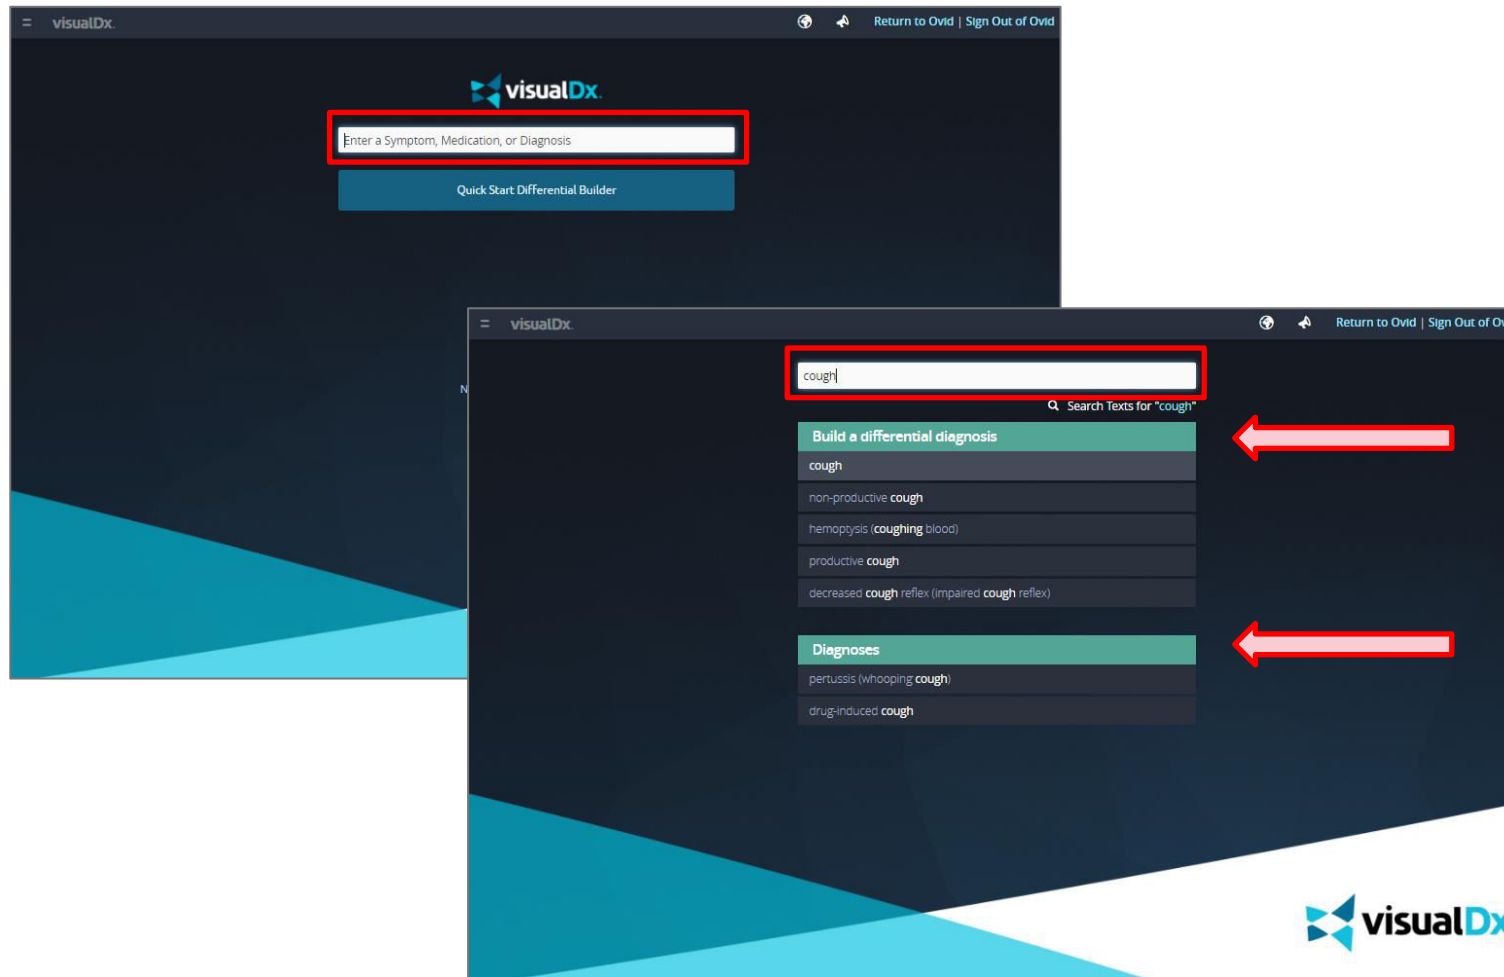 visualDx.
Return to Ovid | Sign Out of Ovid
visualDx.
Enter a Symptom, Medication, or Diagnosis
Quick Start Differential Builder
visualDx.
Return to Ovid | Sign Out of
cough
Search Texts for "cough"
Build a differential diagnosis
cough
non-productive cough
hemoptysis (coughing blood)
productive cough
decreased cough reflex (impaired cough reflex)
Diagnoses
pertussis (whooping cough)
drug-induced cough
visualDx